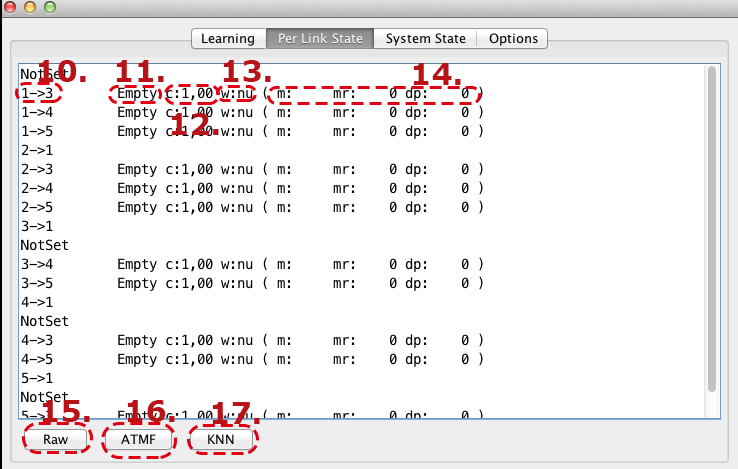 Learning Per Link State System State Options
NotSet 10. 11. 13. 14.
1->3 Empty c:1,00 w:nu ( m: mr: 0 dp: 0 )
1->4 Empty c:1,00 w:nu ( m: mr: 0 dp: 0 )
12.
1->5 Empty c:1,00 w:nu ( m: mr: 0 dp: 0 )
2->1
2->3 Empty c:1,00 w:nu ( m: mr: 0 dp: 0 )
2->4 Empty c:1,00 w:nu ( m: mr: 0 dp: 0 )
2->5 Empty c:1,00 w:nu ( m: mr: 0 dp: 0 )
3->1
NotSet
3->4 Empty c:1,00 w:nu ( m: mr: 0 dp: 0 )
3->5 Empty c:1,00 w:nu ( m: mr: 0 dp: 0 )
4->1
NotSet
4->3 Empty c:1,00 w:nu ( m: mr: 0 dp: 0 )
4->5 Empty c:1,00 w:nu ( m: mr: 0 dp: 0 )
5->1
NotSet
15. 16. 17.
Empty c:1,00 w:nu ( m: mr: 0 dp: 0 )
Raw ATMF KNN